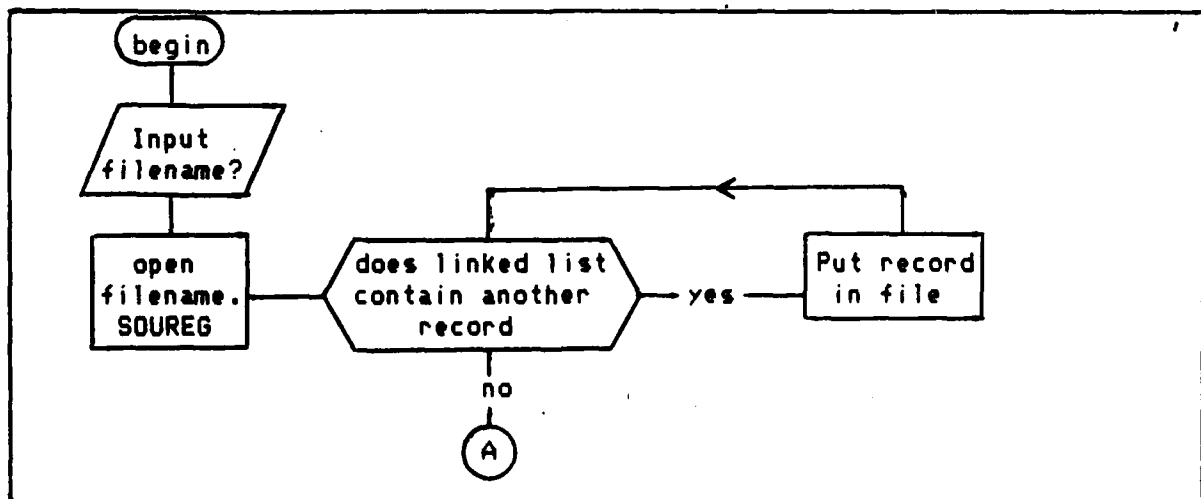 begin
Input
filename?
open
filename.
SOUREG
does linked list
contain another
record
yes
Put record
in file
no
A